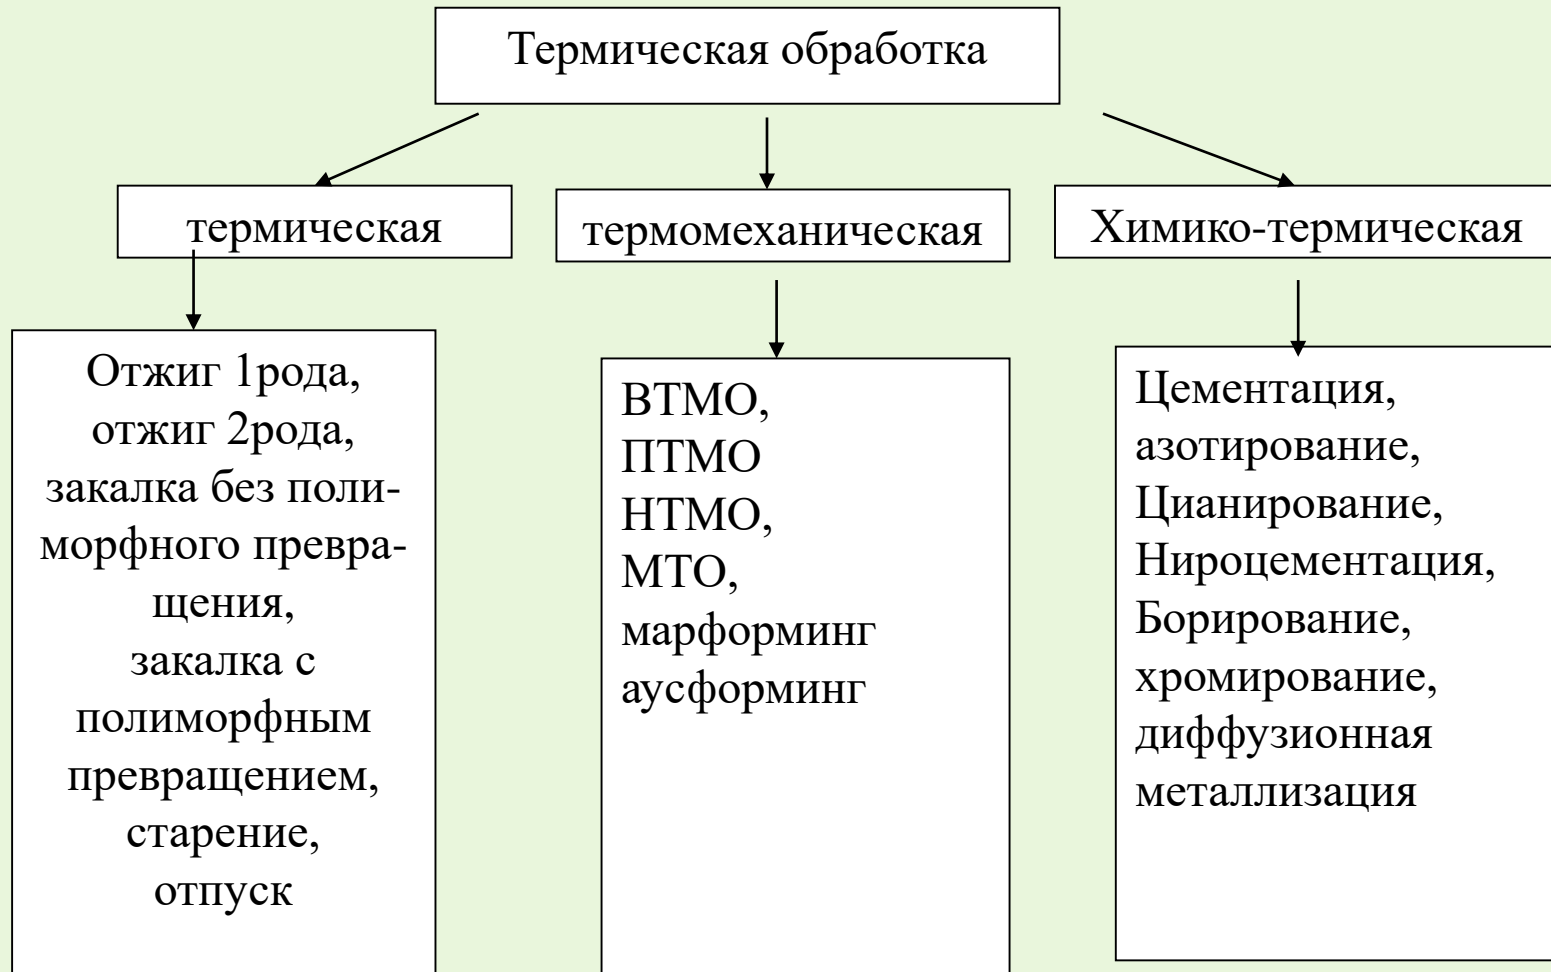 Термическая обработка
термическая
термомеханическая
Химико-термическая
Отжиг 1рода,
отжиг 2рода,
закалка без поли-
морфного превра-
щения,
закалка с
полиморфным
превращением,
старение,
отпуск
ВТМО,
ПТМО
НТМО,
МТО,
марформинг
аусформинг
Цементация,
азотирование,
Цианирование,
Нироцементация,
Борирование,
хромирование,
диффузионная
металлизация